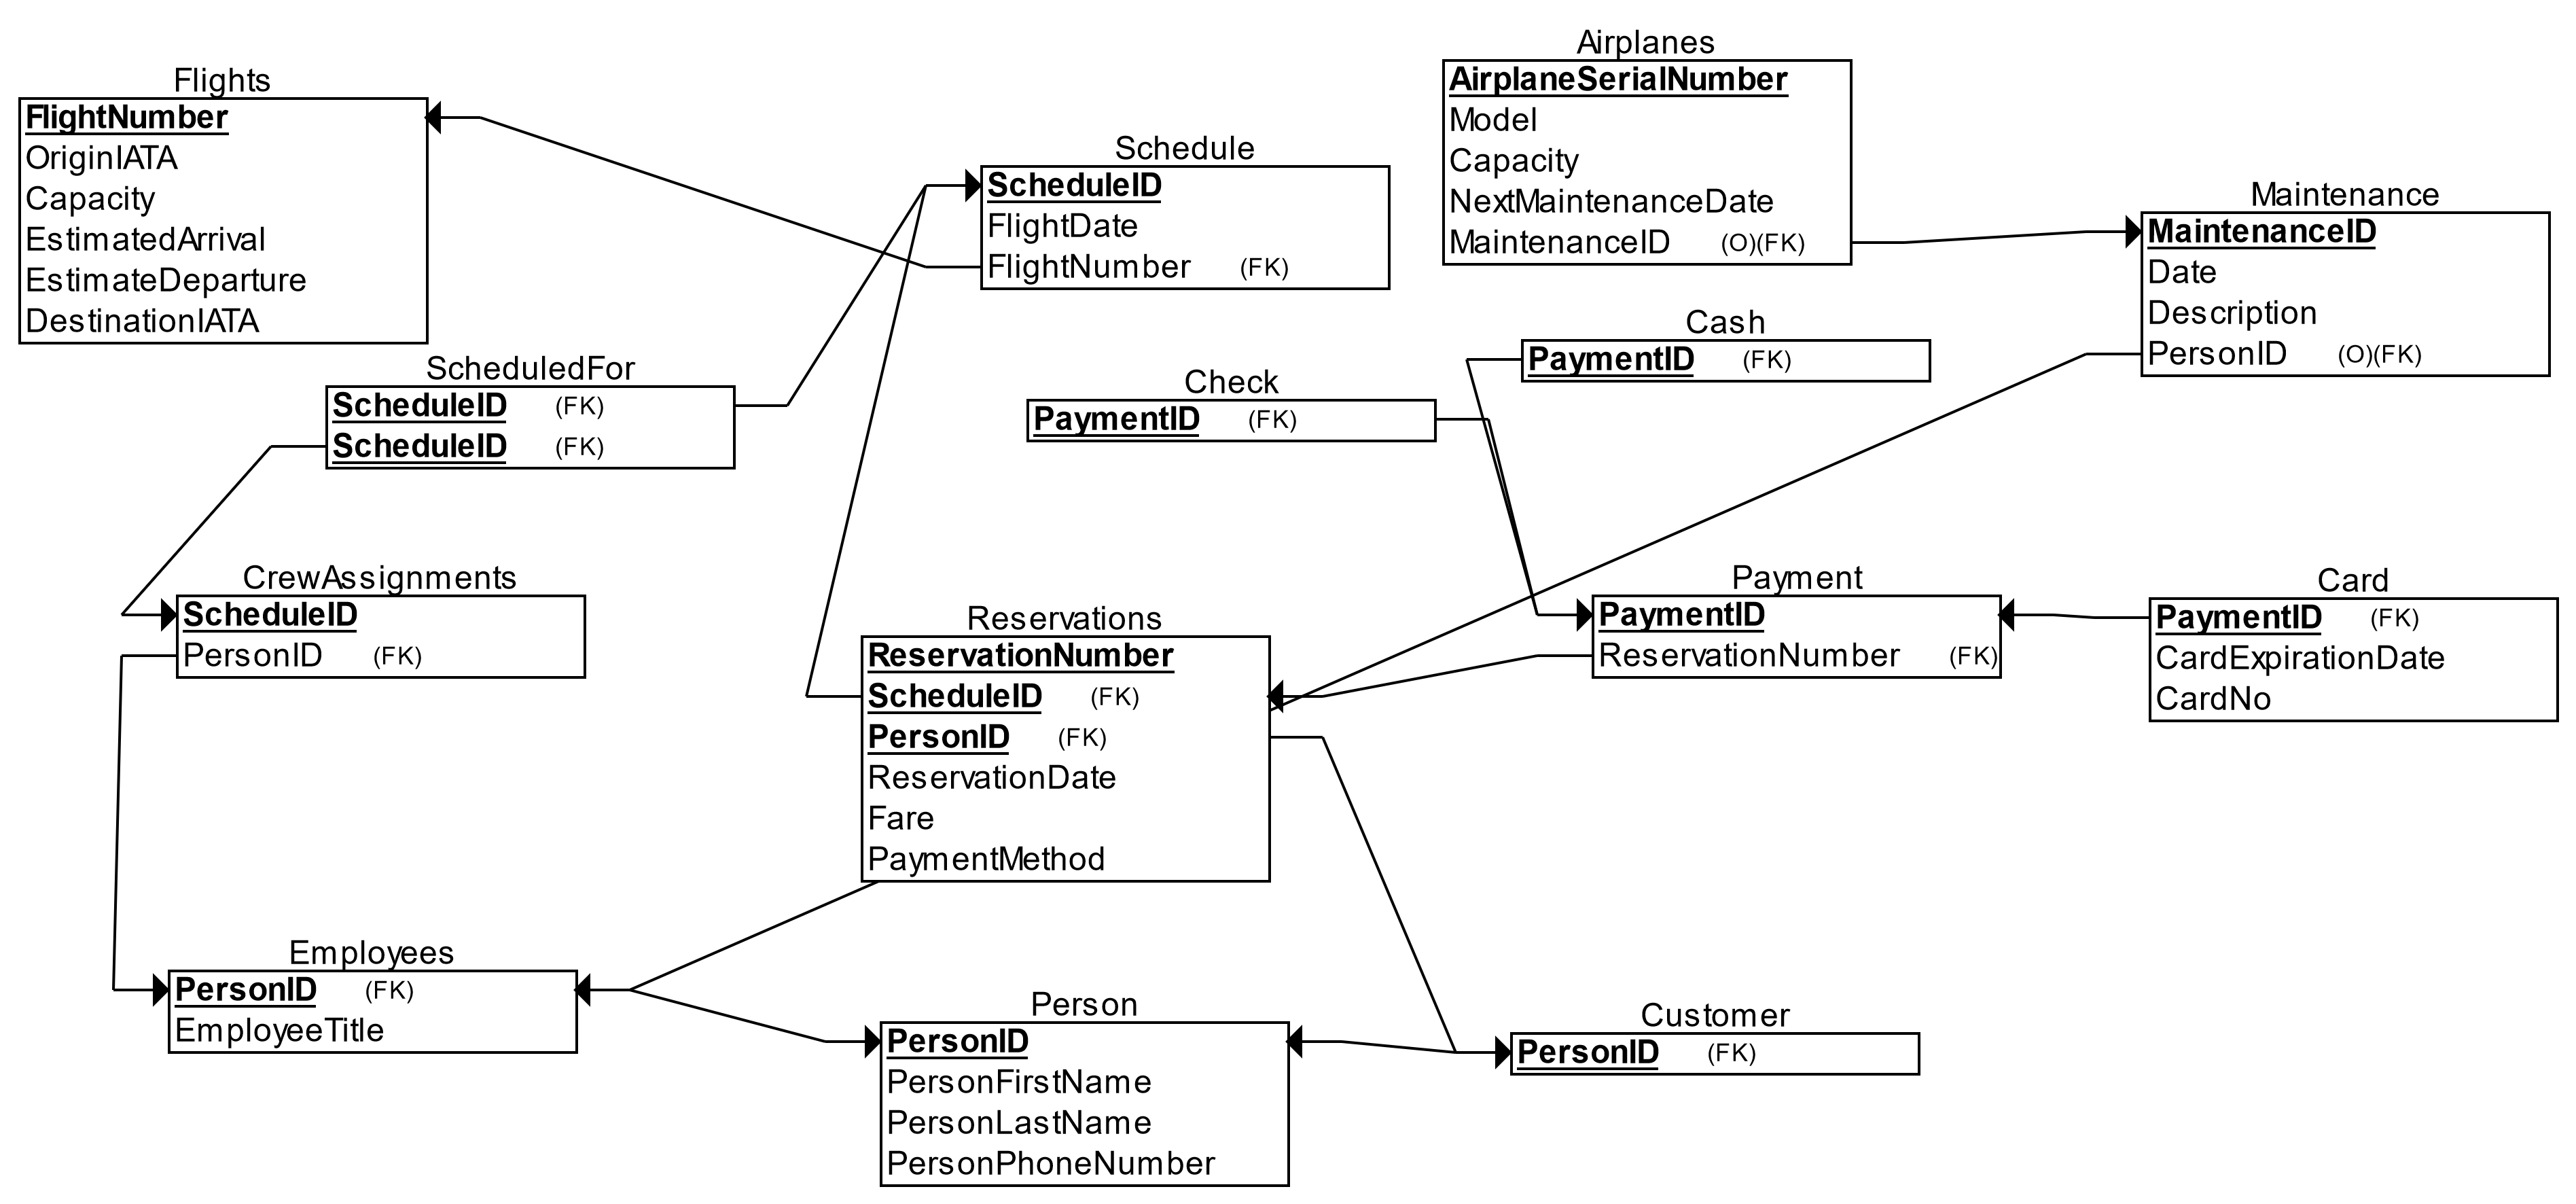 Flights
FlightNumber
OriginIATA
Capacity
EstimatedArrival
EstimateDeparture
DestinationIATA
Schedule
ScheduleID
FlightDate
FlightNumber (FK)
Airplanes
AirplaneSerialNumber
Model
Capacity
NextMaintenanceDate
MaintenanceID (O)(FK)
Maintenance
MaintenanceID
Date
Description
PersonID (O)(FK)
ScheduledFor
ScheduleID (FK)
ScheduleID (FK)
Check
PaymentID (FK)
Cash
PaymentID (FK)
CrewAssignments
ScheduleID
PersonID (FK)
Reservations
ReservationNumber
ScheduleID (FK)
PersonID (FK)
ReservationDate
Fare
PaymentMethod
Payment
PaymentID
ReservationNumber (FK)
Card
PaymentID (FK)
CardExpirationDate
CardNo
Employees
PersonID (FK)
EmployeeTitle
Person
PersonID
PersonFirstName
PersonLastName
PersonPhoneNumber
Customer
PersonID (FK)